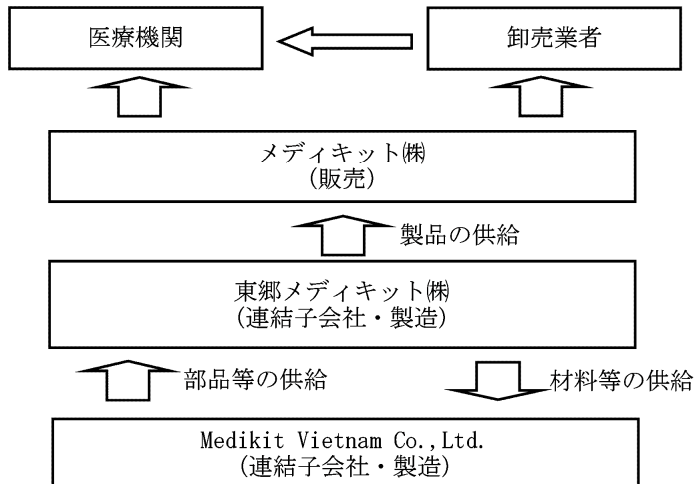 医療機関
卸売業者
メディキット㈱
(販売)
製品の供給
東郷メディキット㈱
(連結子会社・製造)
部品等の供給
材料等の供給
Medikit Vietnam Co.,Ltd.
(連結子会社・製造)